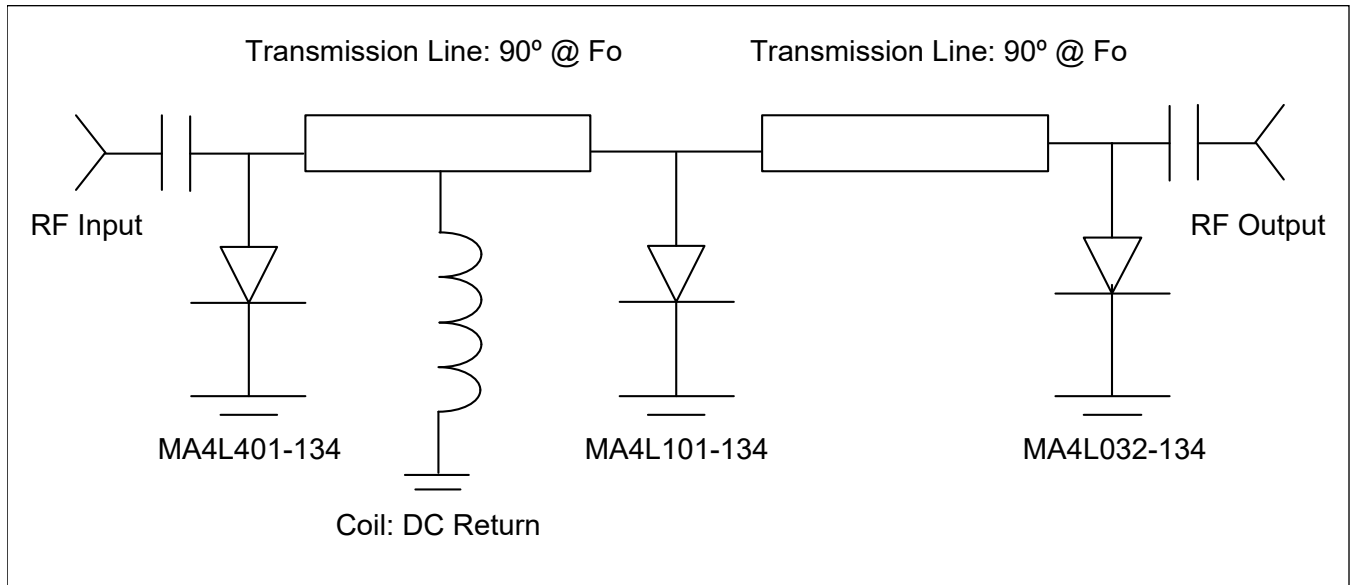 Transmission Line: 90º @ Fo
Transmission Line: 90º @ Fo
RF Input
RF Output
MA4L401-134
MA4L101-134
MA4L032-134
Coil: DC Return